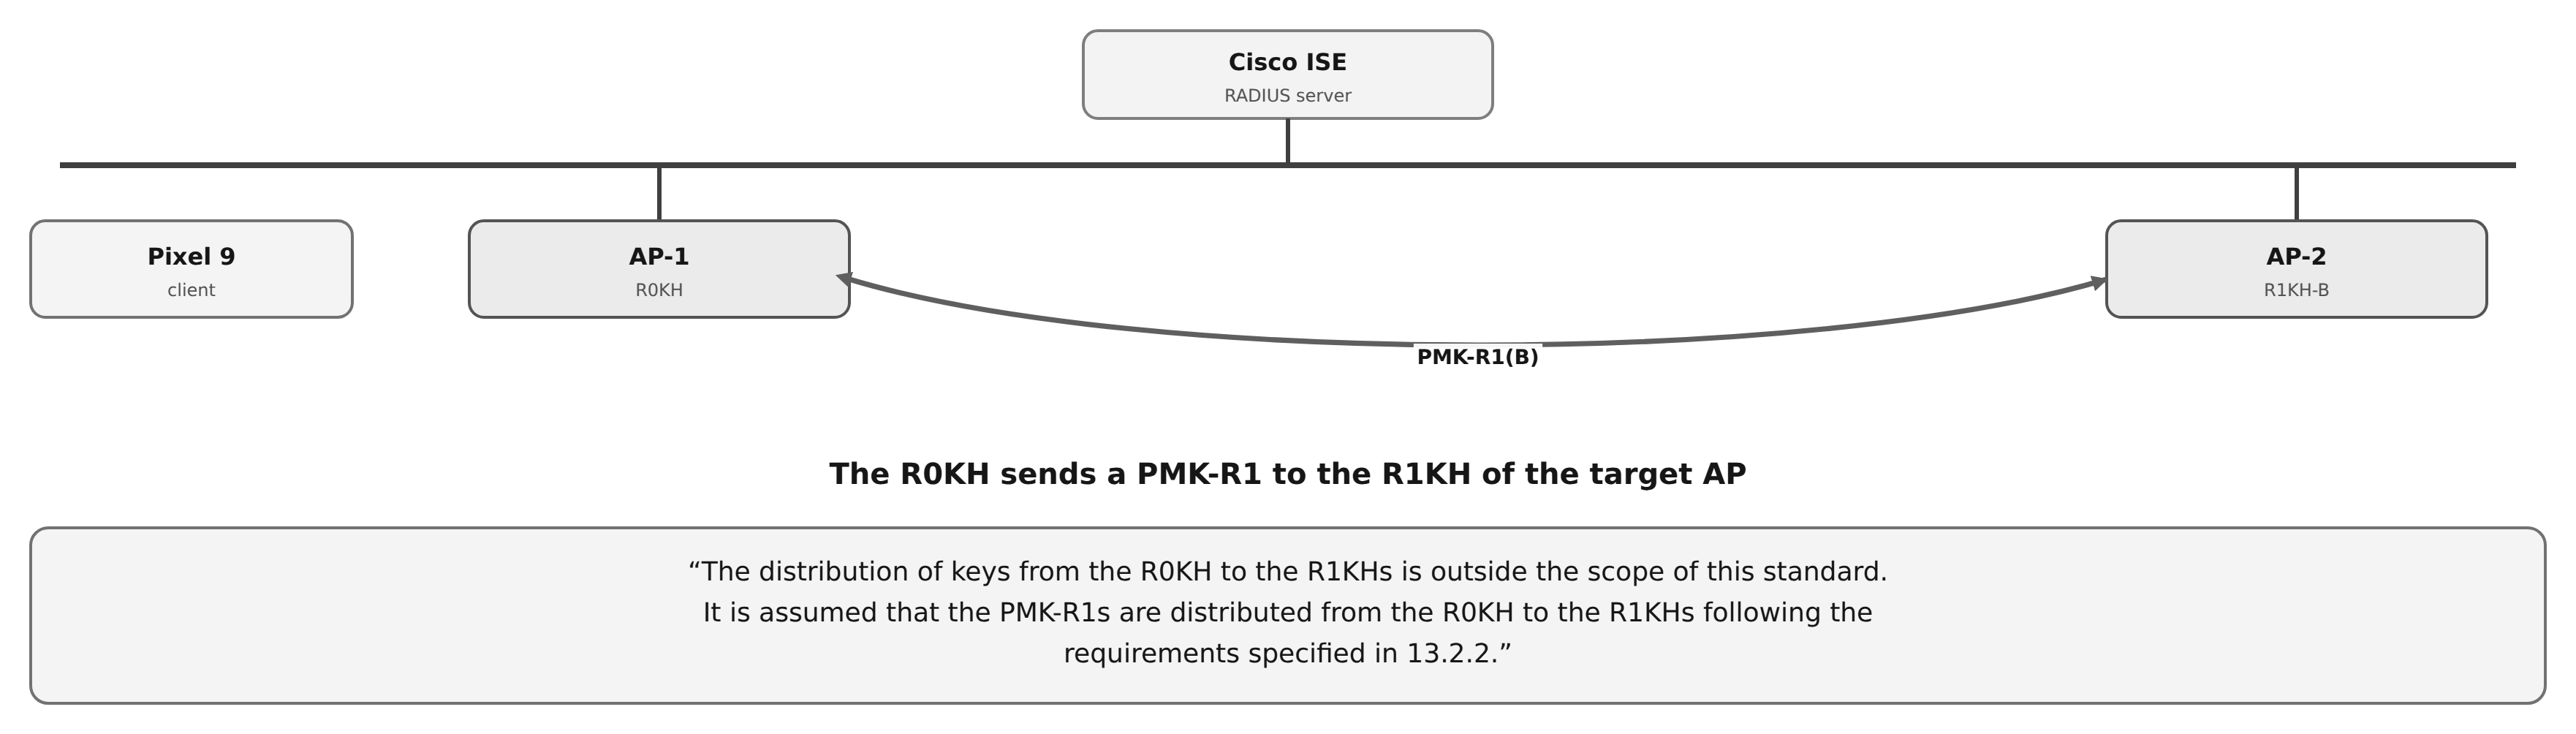 Cisco ISE
RADIUS server
Pixel 9
client
AP-1
R0KH
AP-2
R1KH-B
PMK-R1(B)
The R0KH sends a PMK-R1 to the R1KH of the target AP
“The distribution of keys from the R0KH to the R1KHs is outside the scope of this standard.
It is assumed that the PMK-R1s are distributed from the R0KH to the R1KHs following the
requirements specified in 13.2.2.”